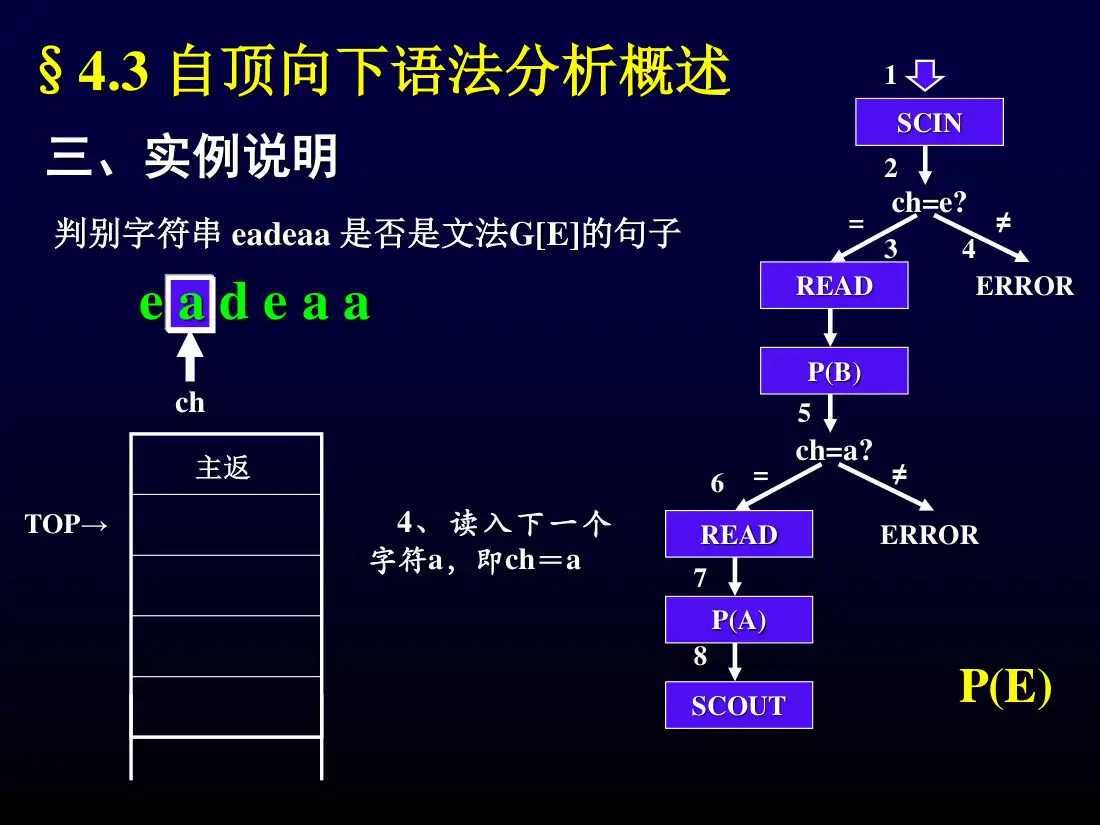 §4.3 自顶向下语法分析概述
三、实例说明
判别字符串 eadeaa 是否是文法G[E]的句子
e a d e a a
ch
主返
TOP→
4、读入下一个
字符a，即ch＝a
1
SCIN
2
ch=e?
= ≠
3 4
READ ERROR
P(B)
5
ch=a?
6 = ≠
READ ERROR
7
P(A)
8
SCOUT
P(E)